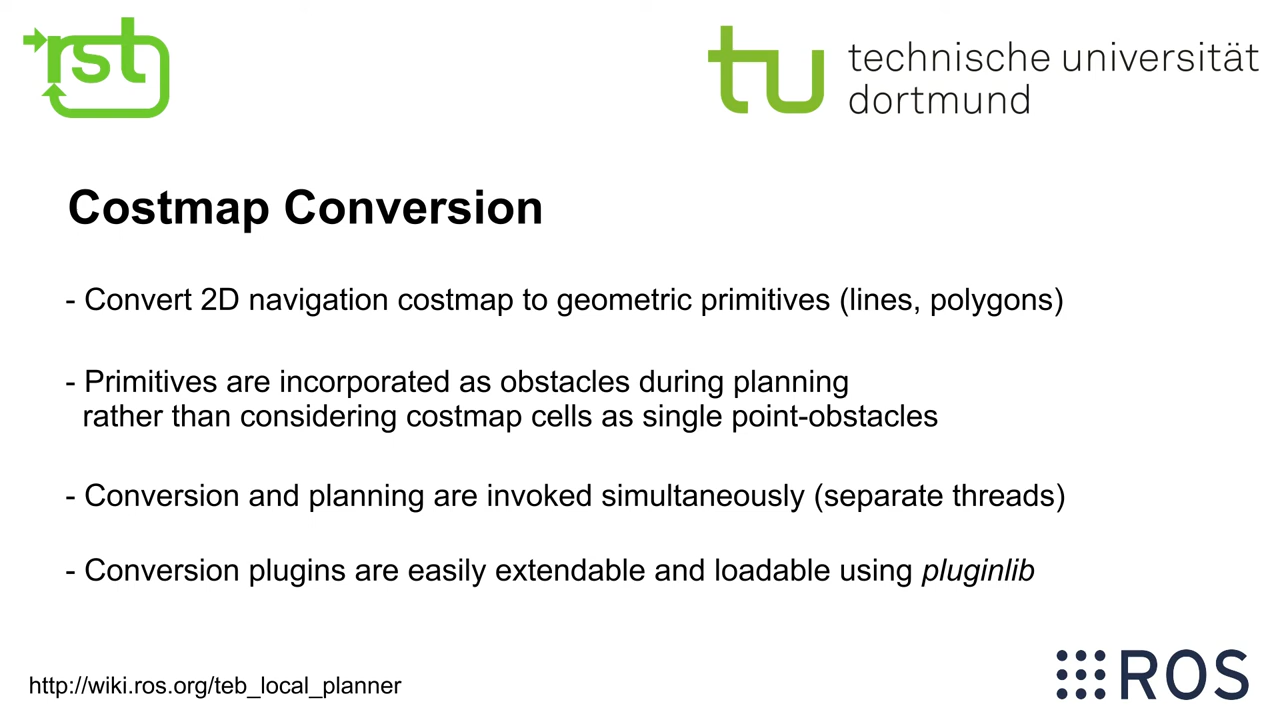 rst
tu technische universität
dortmund
Costmap Conversion
- Convert 2D navigation costmap to geometric primitives (lines, polygons)
- Primitives are incorporated as obstacles during planning
rather than considering costmap cells as single point-obstacles
- Conversion and planning are invoked simultaneously (separate threads)
- Conversion plugins are easily extendable and loadable using pluginlib
http://wiki.ros.org/teb_local_planner
ROS